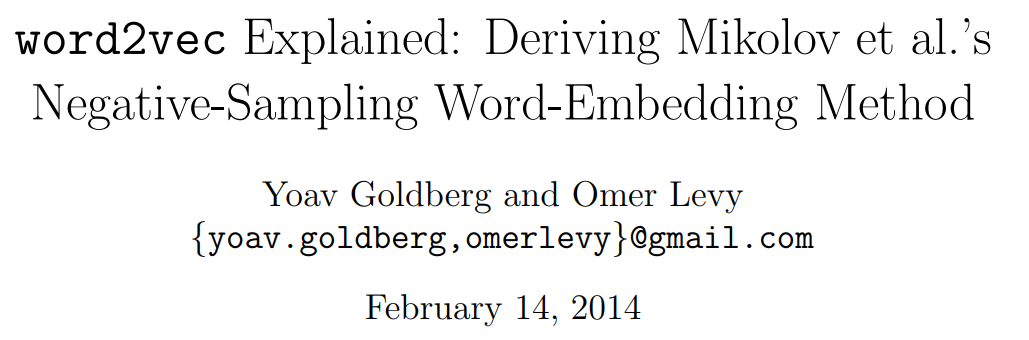 word2vec Explained: Deriving Mikolov et al.'s
Negative-Sampling Word-Embedding Method
Yoav Goldberg and Omer Levy
{yoav.goldberg,omerlevy}@gmail.com
February 14, 2014